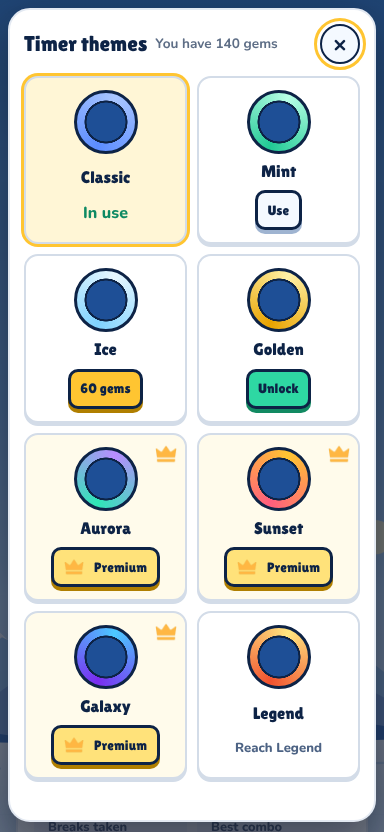 Timer themes You have 140 gems
Classic
In use
Mint
Use
Ice
60 gems
Golden
Unlock
Aurora
Premium
Sunset
Premium
Galaxy
Premium
Legend
Reach Legend
Breaks taken Best combo